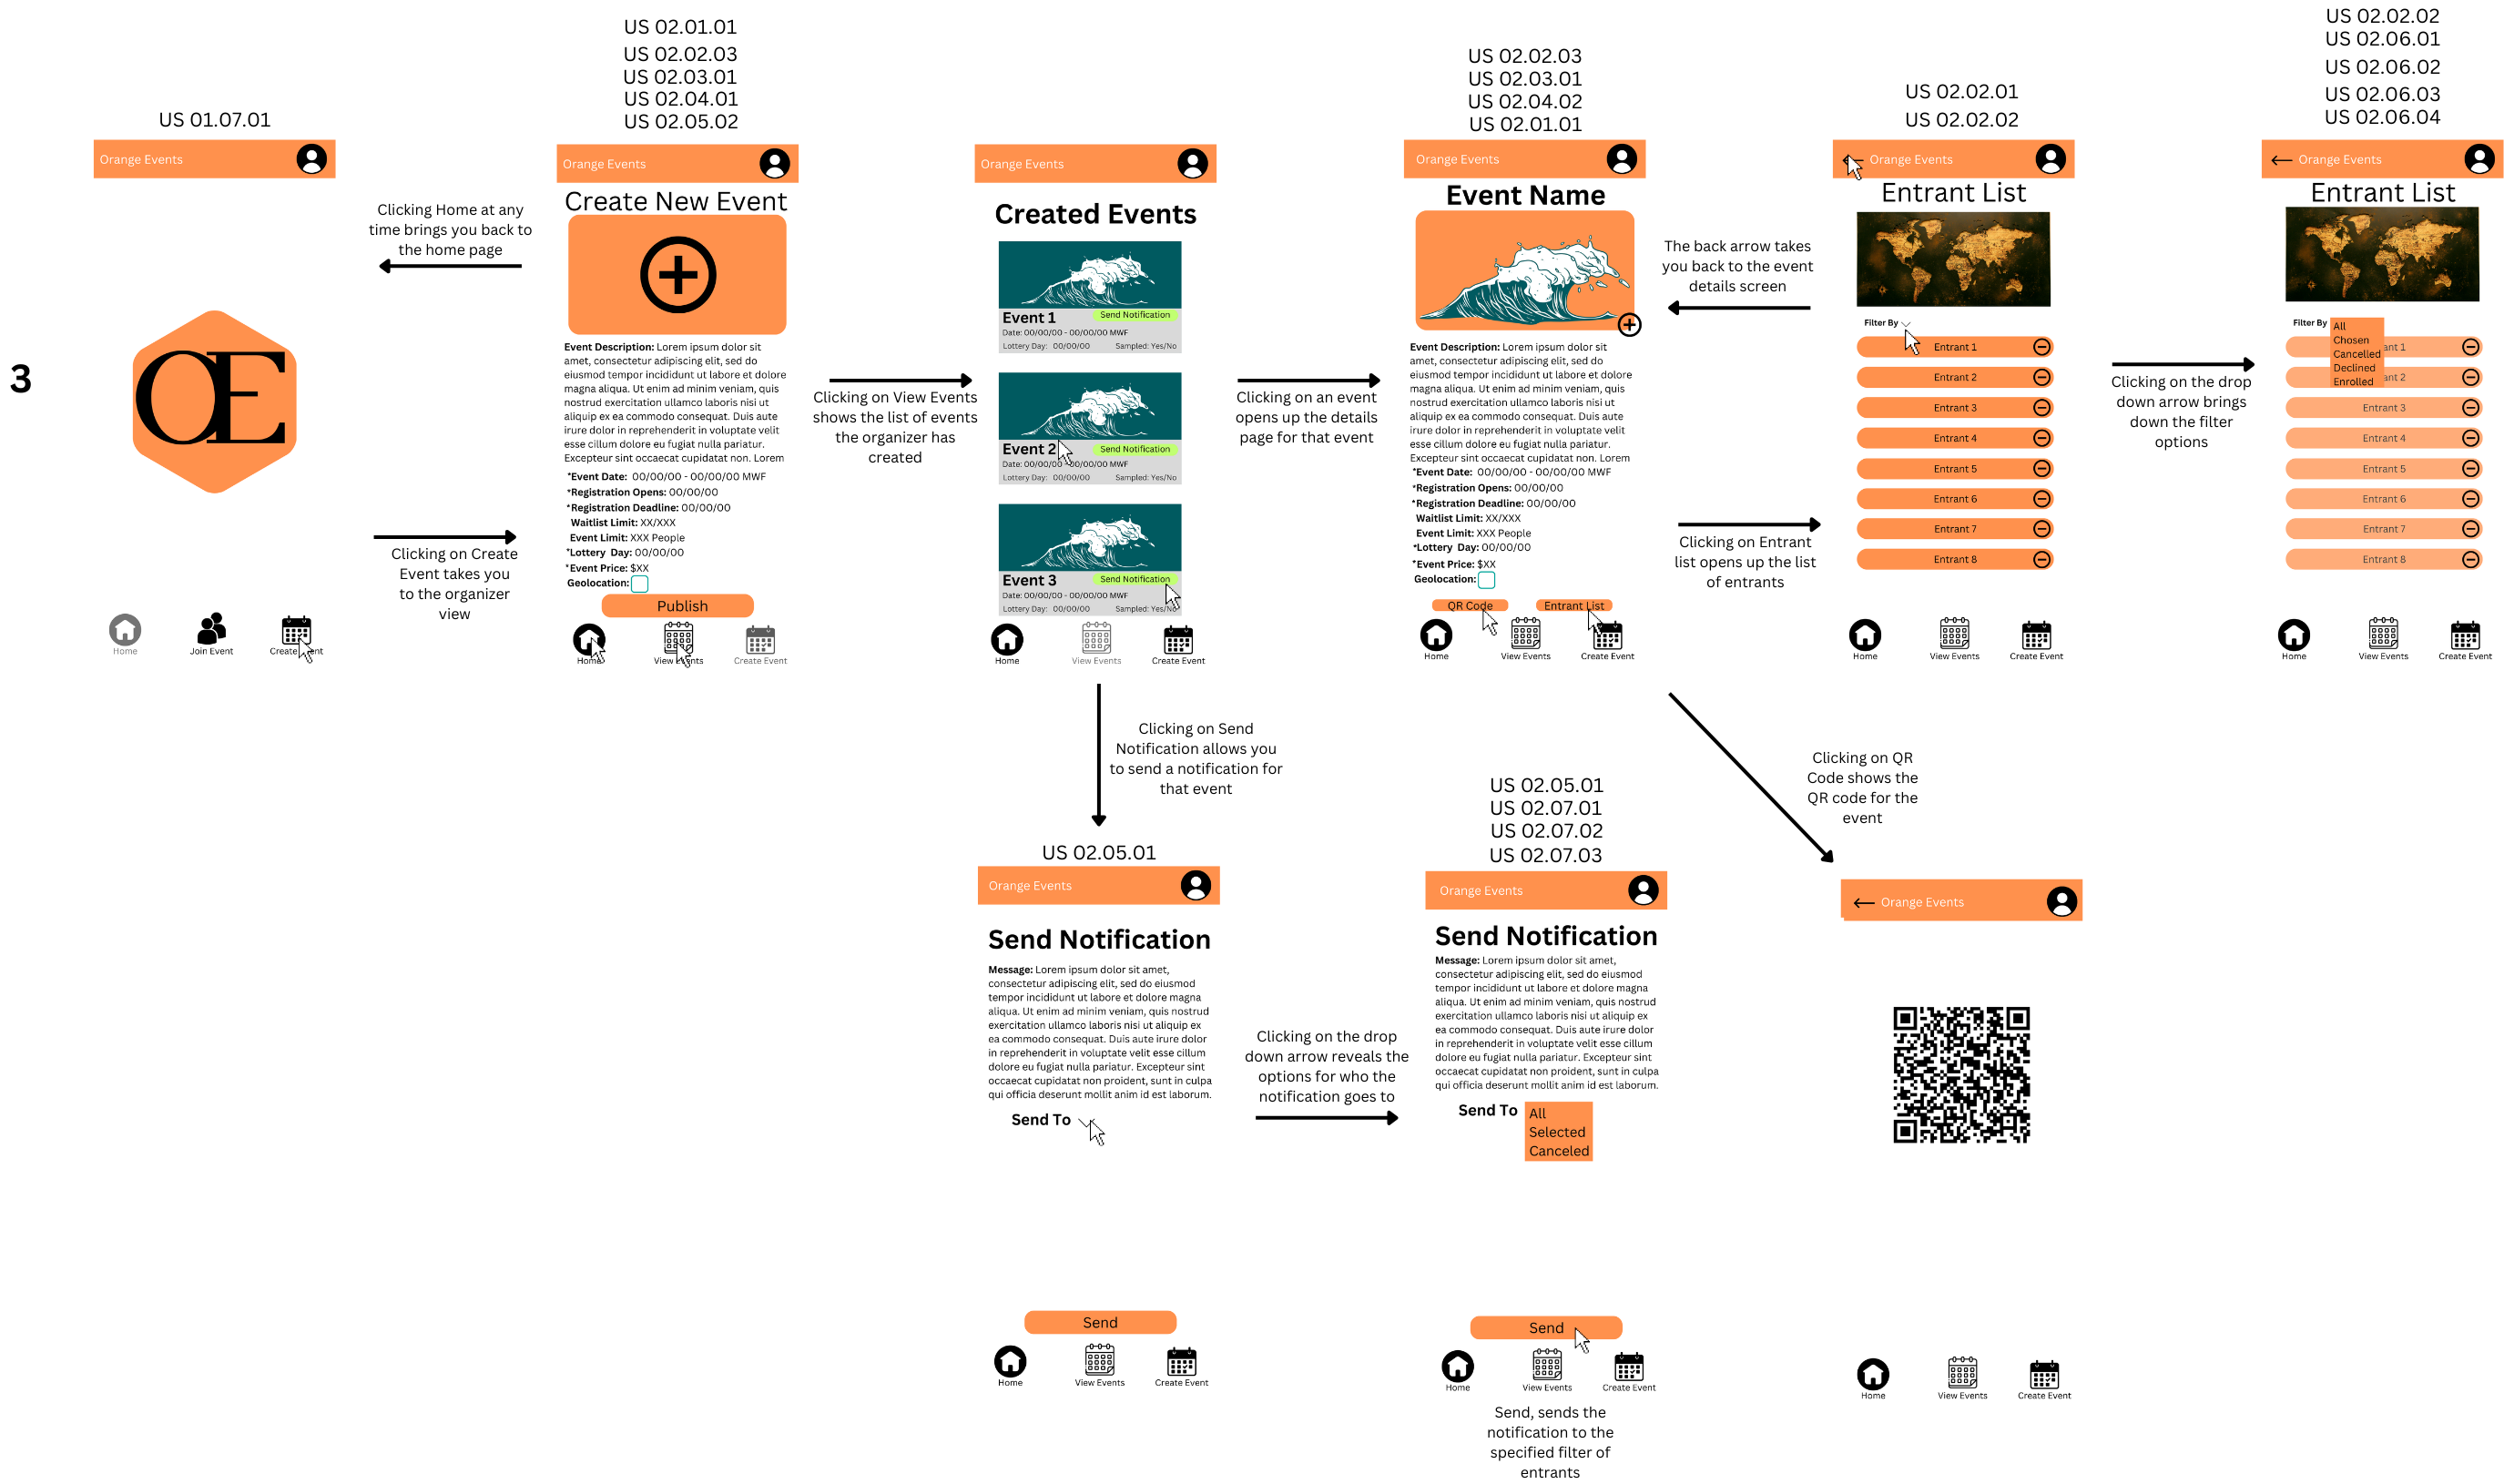 3
US 01.07.01
Orange Events
OE
Home
Join Event
Create Event
Clicking Home at any
time brings you back to
the home page
Clicking on Create
Event takes you
to the organizer
view
US 02.01.01
US 02.02.03
US 02.03.01
US 02.04.01
US 02.05.02
Orange Events
Create New Event
Event Description: Lorem ipsum dolor sit
amet, consectetur adipiscing elit, sed do
eiusmod tempor incididunt ut labore et dolore
magna aliqua. Ut enim ad minim veniam, quis
nostrud exercitation ullamco laboris nisi ut
aliquip ex ea commodo consequat. Duis aute
irure dolor in reprehenderit in voluptate velit
esse cillum dolore eu fugiat nulla pariatur.
Excepteur sint occaecat cupidatat non. Lorem
*Event Date: 00/00/00 - 00/00/00 MWF
*Registration Opens: 00/00/00
*Registration Deadline: 00/00/00
Waitlist Limit: XX/XXX
Event Limit: XXX People
*Lottery Day: 00/00/00
*Event Price: $XX
Geolocation:
Publish
Home
View Events
Create Event
Clicking on View Events
shows the list of events
the organizer has
created
Orange Events
Created Events
Event 1
Send Notification
Date: 00/00/00 - 00/00/00 MWF
Lottery Day: 00/00/00 Sampled: Yes/No
Event 2
Send Notification
Date: 00/00/00 - 00/00/00 MWF
Lottery Day: 00/00/00 Sampled: Yes/No
Event 3
Send Notification
Date: 00/00/00 - 00/00/00 MWF
Lottery Day: 00/00/00 Sampled: Yes/No
Home
View Events
Create Event
Clicking on an event
opens up the details
page for that event
US 02.02.03
US 02.03.01
US 02.04.02
US 02.01.01
Orange Events
Event Name
Event Description: Lorem ipsum dolor sit
amet, consectetur adipiscing elit, sed do
eiusmod tempor incididunt ut labore et dolore
magna aliqua. Ut enim ad minim veniam, quis
nostrud exercitation ullamco laboris nisi ut
aliquip ex ea commodo consequat. Duis aute
irure dolor in reprehenderit in voluptate velit
esse cillum dolore eu fugiat nulla pariatur.
Excepteur sint occaecat cupidatat non. Lorem
*Event Date: 00/00/00 - 00/00/00 MWF
*Registration Opens: 00/00/00
*Registration Deadline: 00/00/00
Waitlist Limit: XX/XXX
Event Limit: XXX People
*Lottery Day: 00/00/00
*Event Price: $XX
Geolocation:
QR Code
Entrant List
Home
View Events
Create Event
The back arrow takes
you back to the event
details screen
Clicking on Entrant
list opens up the list
of entrants
US 02.02.01
US 02.02.02
Orange Events
Entrant List
Filter By
Entrant 1
Entrant 2
Entrant 3
Entrant 4
Entrant 5
Entrant 6
Entrant 7
Entrant 8
Home
View Events
Create Event
Clicking on the drop
down arrow brings
down the filter
options
US 02.02.02
US 02.06.01
US 02.06.02
US 02.06.03
US 02.06.04
Orange Events
Entrant List
Filter By
All
Chosen
Cancelled
Declined
Enrolled
ant 1
ant 2
Entrant 3
Entrant 4
Entrant 5
Entrant 6
Entrant 7
Entrant 8
Home
View Events
Create Event
Clicking on Send
Notification allows you
to send a notification for
that event
US 02.05.01
Orange Events
Send Notification
Message: Lorem ipsum dolor sit amet,
consectetur adipiscing elit, sed do eiusmod
tempor incididunt ut labore et dolore magna
aliqua. Ut enim ad minim veniam, quis nostrud
exercitation ullamco laboris nisi ut aliquip ex
ea commodo consequat. Duis aute irure dolor
in reprehenderit in voluptate velit esse cillum
dolore eu fugiat nulla pariatur. Excepteur sint
occaecat cupidatat non proident, sunt in culpa
qui officia deserunt mollit anim id est laborum.
Send To
Send
Home
View Events
Create Event
Clicking on the drop
down arrow reveals the
options for who the
notification goes to
US 02.05.01
US 02.07.01
US 02.07.02
US 02.07.03
Orange Events
Send Notification
Message: Lorem ipsum dolor sit amet,
consectetur adipiscing elit, sed do eiusmod
tempor incididunt ut labore et dolore magna
aliqua. Ut enim ad minim veniam, quis nostrud
exercitation ullamco laboris nisi ut aliquip ex
ea commodo consequat. Duis aute irure dolor
in reprehenderit in voluptate velit esse cillum
dolore eu fugiat nulla pariatur. Excepteur sint
occaecat cupidatat non proident, sunt in culpa
qui officia deserunt mollit anim id est laborum.
Send To
All
Selected
Canceled
Send
Home
View Events
Create Event
Send, sends the
notification to the
specified filter of
entrants
Clicking on QR
Code shows the
QR code for the
event
Orange Events
Home
View Events
Create Event